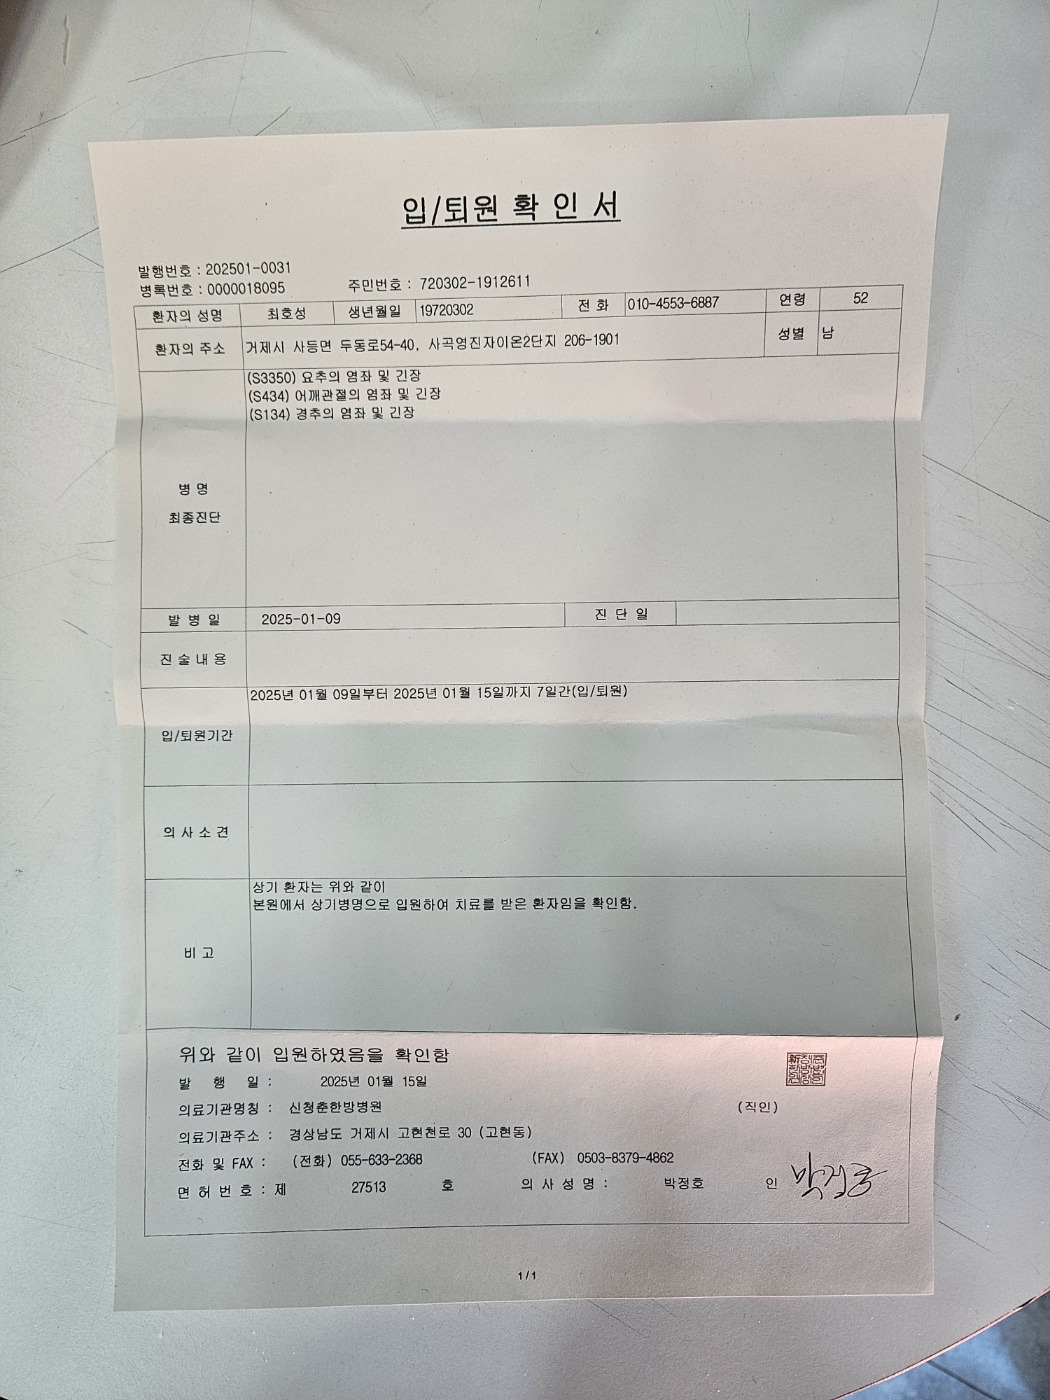 입/퇴원 확 인 서
발행번호 : 202501-0031
병록번호 : 0000018095 주민번호 : 720302-1912611
환자의 성명 최호성 생년월일 19720302 전 화 010-4553-6887 연령 52
환자의 주소 거제시 사등면 두동로54-40, 사곡영진자이온2단지 206-1901 성별 남
(S3350) 요추의 염좌 및 긴장
(S434) 어깨관절의 염좌 및 긴장
(S134) 경추의 염좌 및 긴장
병 명
최종진단
발 병 일 2025-01-09 진 단 일
진 술 내 용
2025년 01월 09일부터 2025년 01월 15일까지 7일간(입/퇴원)
입/퇴원기간
의 사 소 견
상기 환자는 위와 같이
본원에서 상기병명으로 입원하여 치료를 받은 환자임을 확인함.
비 고
위와 같이 입원하였음을 확인함
발 행 일 : 2025년 01월 15일
의료기관명칭 : 신청춘한방병원 (직인)
의료기관주소 : 경상남도 거제시 고현천로 30 (고현동)
전화 및 FAX : (전화) 055-633-2368 (FAX) 0503-8379-4862
면 허 번 호 : 제 27513 호 의 사 성 명 : 박정호 인 박정호
1/1